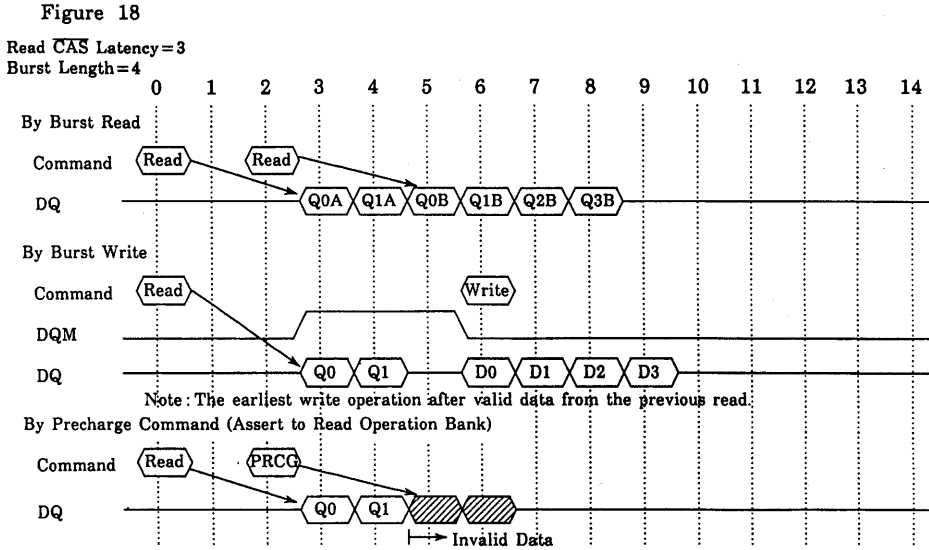 Figure 18
Read C̅A̅S̅ Latency=3
Burst Length=4
0 1 2 3 4 5 6 7 8 9 10 11 12 13 14
By Burst Read
Command Read Read
DQ Q0A Q1A Q0B Q1B Q2B Q3B
By Burst Write
Command Read Write
DQM
DQ Q0 Q1 D0 D1 D2 D3
Note : The earliest write operation after valid data from the previous read.
By Precharge Command (Assert to Read Operation Bank)
Command Read PRCG
DQ Q0 Q1
Invalid Data